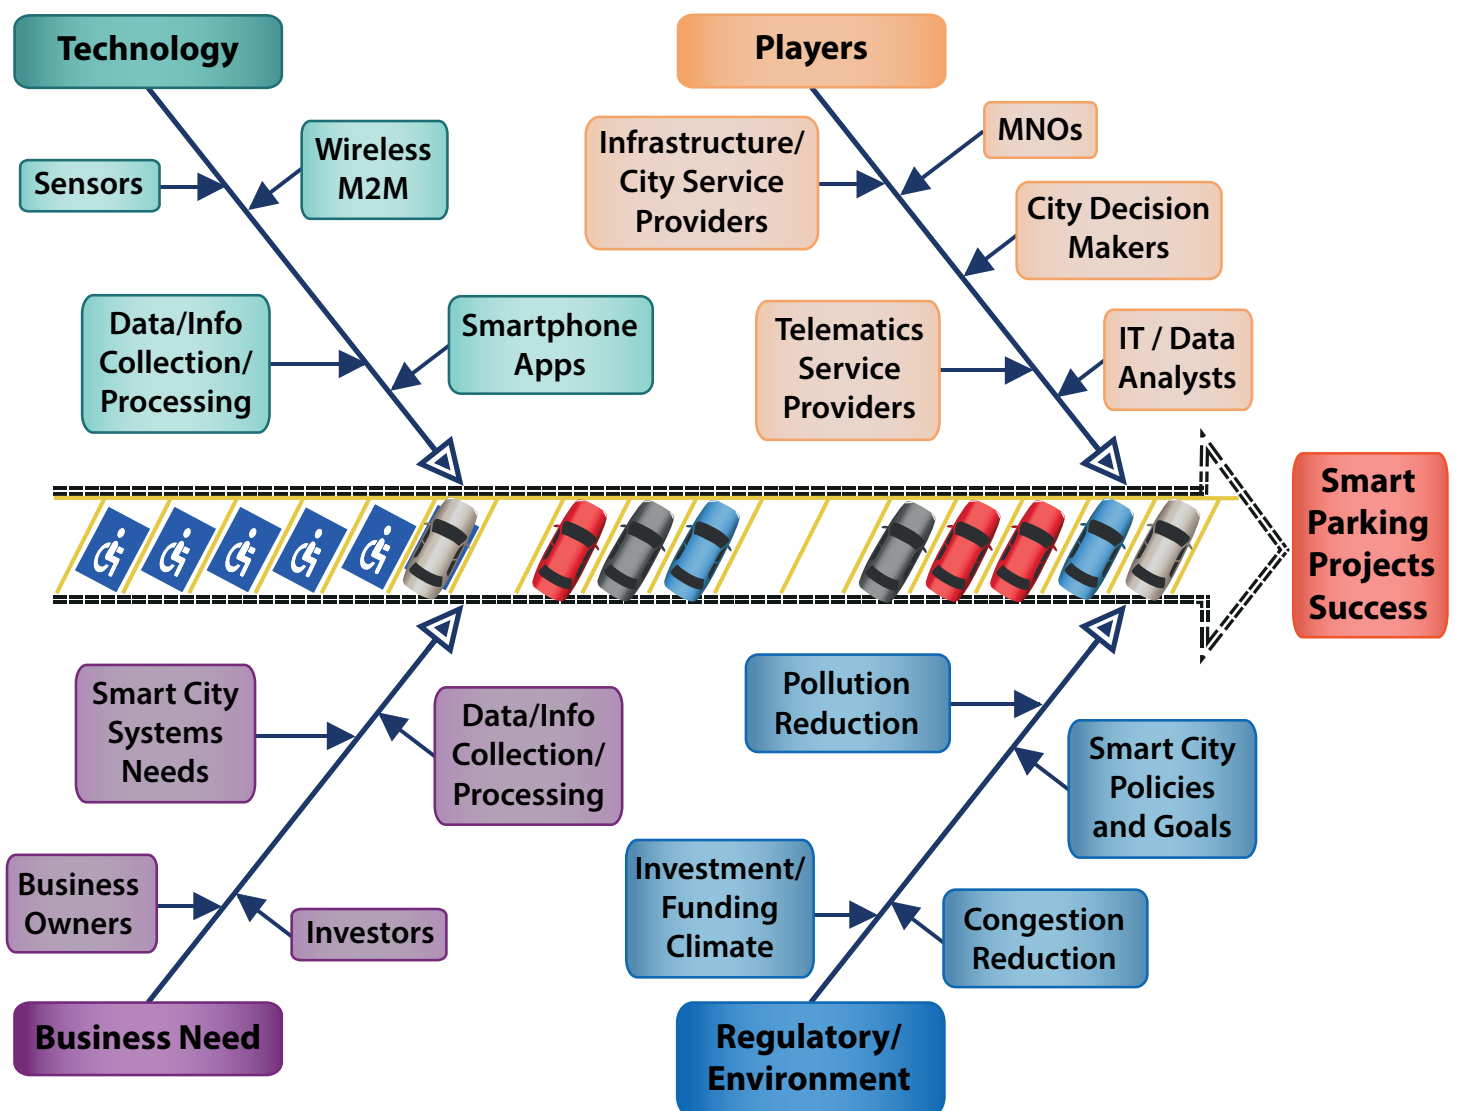 Technology
Players
Sensors
Wireless
M2M
Infrastructure/
City Service
Providers
MNOs
City Decision
Makers
Data/Info
Collection/
Processing
Smartphone
Apps
Telematics
Service
Providers
IT / Data
Analysts
Smart
Parking
Projects
Success
Smart City
Systems
Needs
Data/Info
Collection/
Processing
Pollution
Reduction
Smart City
Policies
and Goals
Business
Owners
Investors
Investment/
Funding
Climate
Congestion
Reduction
Business Need
Regulatory/
Environment